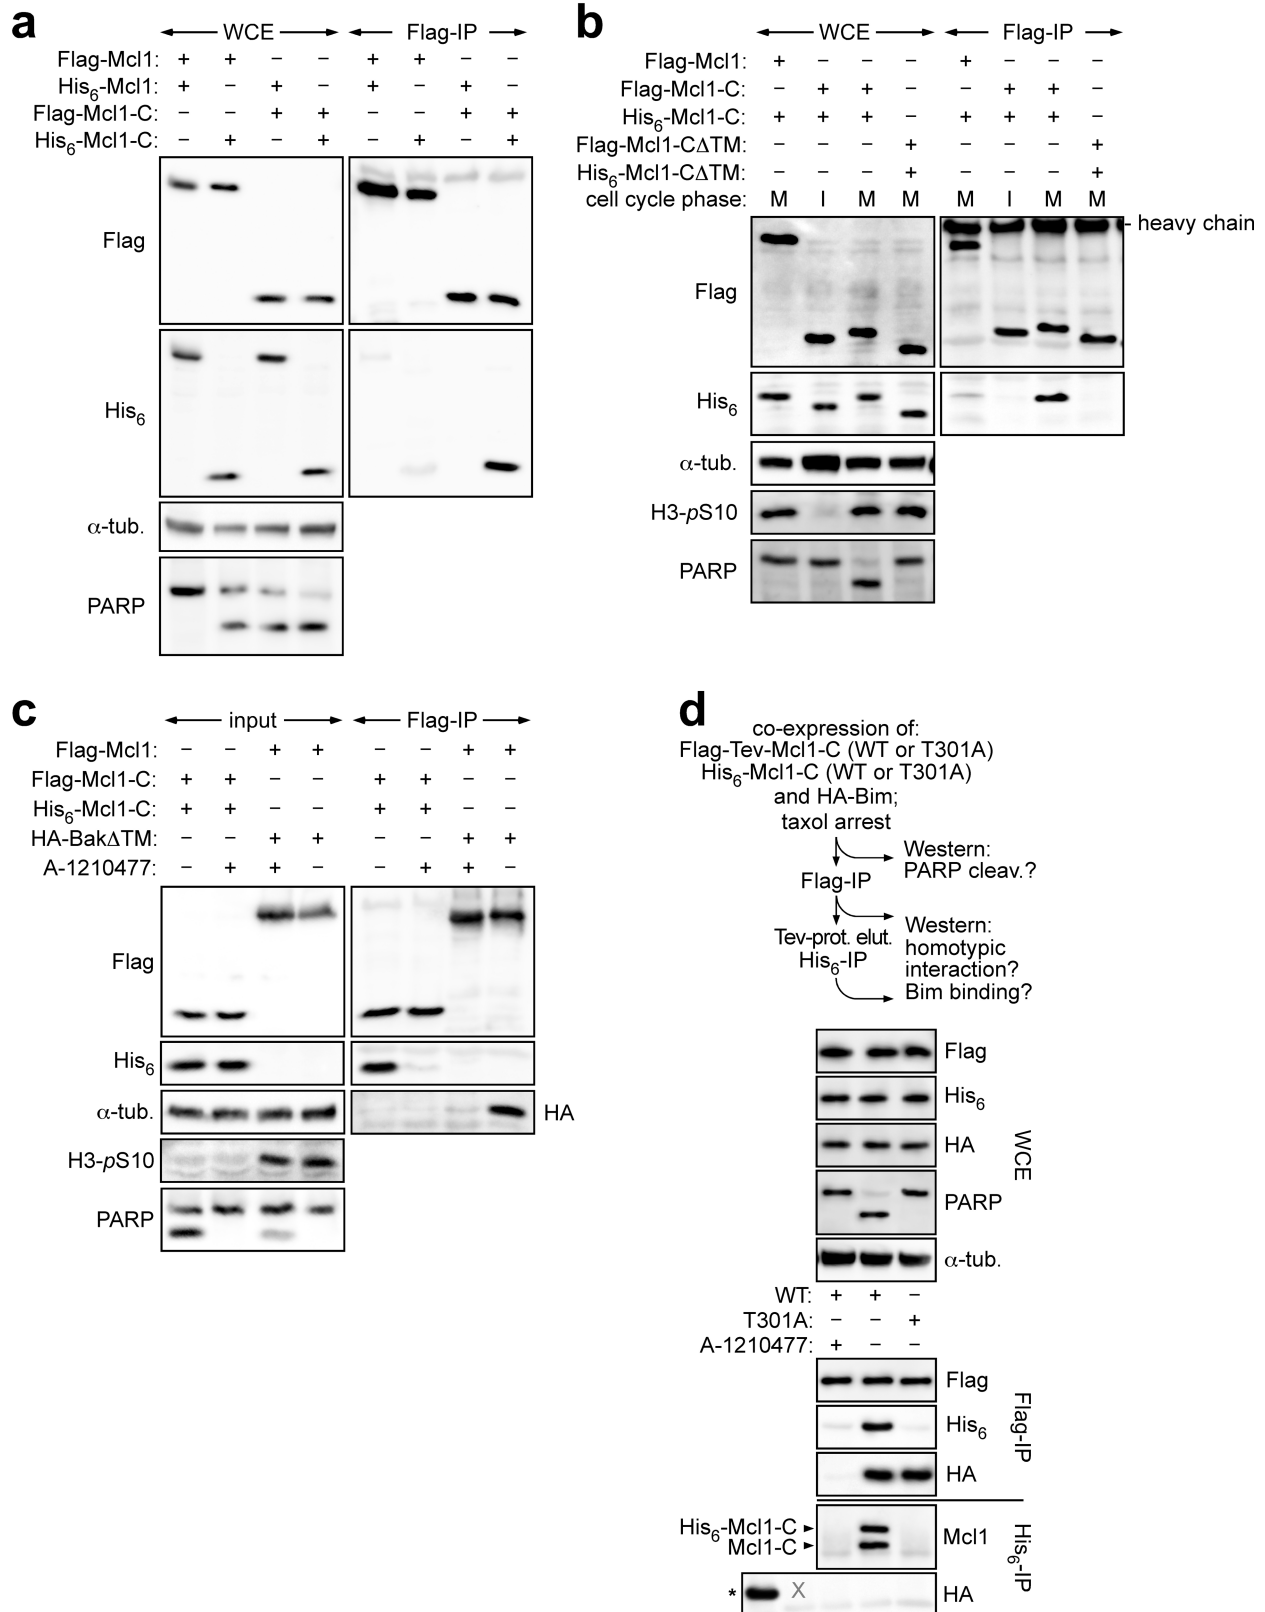 a
WCE Flag-IP
Flag-Mcl1: + + – – + + – –
His6-Mcl1: + – + – + – + –
Flag-Mcl1-C: – – + + – – + +
His6-Mcl1-C: – + – + – + – +
Flag
His6
α-tub.
PARP
b
WCE Flag-IP
Flag-Mcl1: + – – – + – – –
Flag-Mcl1-C: – + + – – + + –
His6-Mcl1-C: + + + – + + + –
Flag-Mcl1-CΔTM: – – – + – – – +
His6-Mcl1-CΔTM: – – – + – – – +
cell cycle phase: M I M M M I M M
- heavy chain
Flag
His6
α-tub.
H3-pS10
PARP
c
input Flag-IP
Flag-Mcl1: – – + + – – + +
Flag-Mcl1-C: + + – – + + – –
His6-Mcl1-C: + + – – + + – –
HA-BakΔTM: – – + + – – + +
A-1210477: – + + – – + + –
Flag
His6
α-tub. HA
H3-pS10
PARP
d
co-expression of:
Flag-Tev-Mcl1-C (WT or T301A)
His6-Mcl1-C (WT or T301A)
and HA-Bim;
taxol arrest
Western:
PARP cleav.?
Flag-IP
Western:
homotypic
interaction?
Bim binding?
Tev-prot. elut.
His6-IP
Flag
His6
HA
PARP
α-tub.
WCE
WT: + + –
T301A: – – +
A-1210477: + – –
Flag
His6
HA
Flag-IP
His6-Mcl1-C
Mcl1-C
Mcl1
* X HA
His6-IP